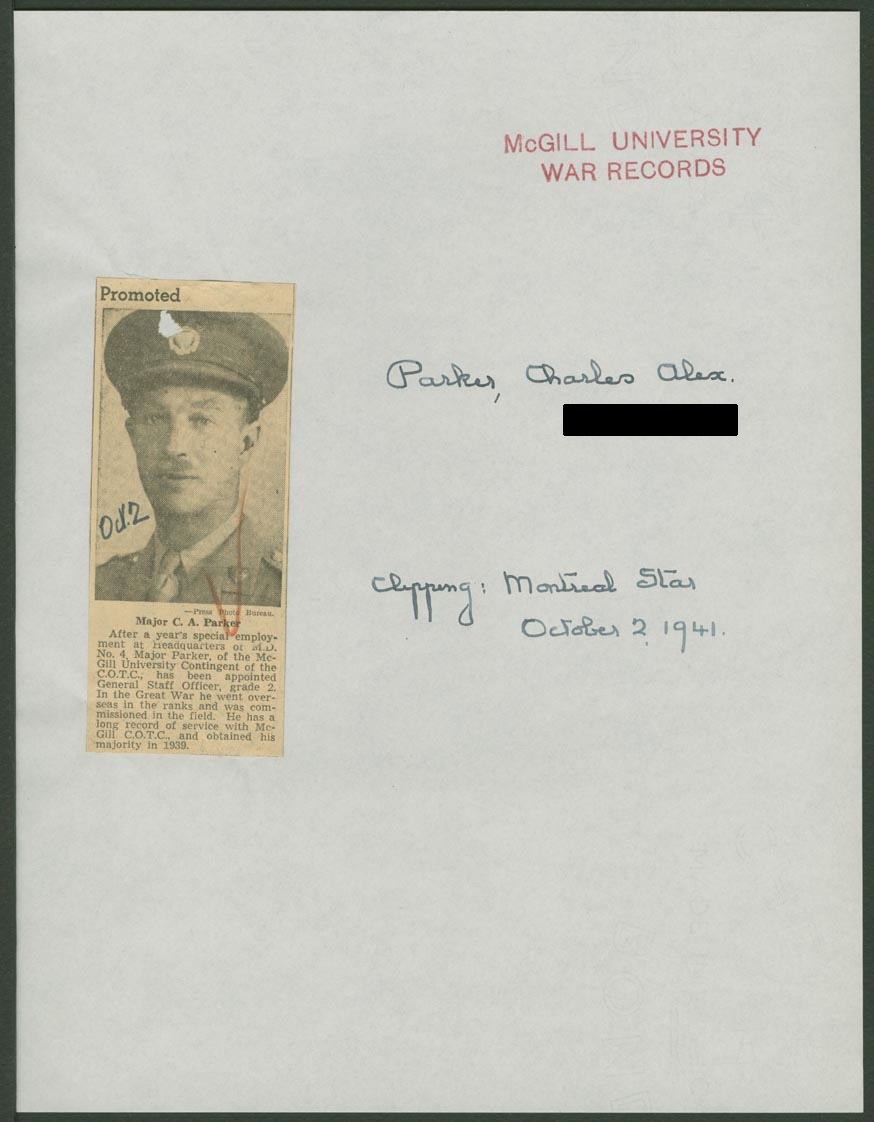 McGILL UNIVERSITY
WAR RECORDS
Promoted
Oct. 2
—Press Photo Bureau.
Major C. A. Parker
After a year's special employ-
ment at Headquarters of M.D.
No. 4, Major Parker, of the Mc-
Gill University Contingent of the
C.O.T.C., has been appointed
General Staff Officer, grade 2.
In the Great War he went over-
seas in the ranks and was com-
missioned in the field. He has a
long record of service with Mc-
Gill C.O.T.C., and obtained his
majority in 1939.
Parker, Charles Alex.
Clipping: Montreal Star
October 2, 1941.